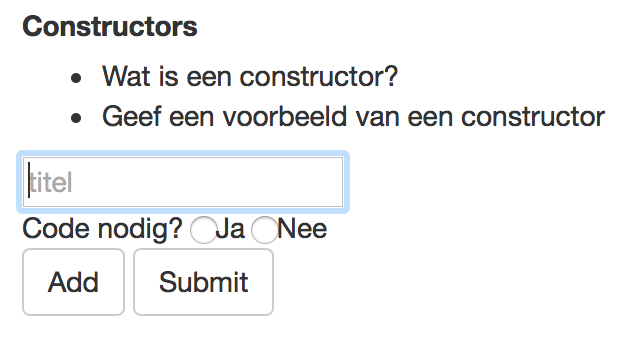 Constructors
• Wat is een constructor?
• Geef een voorbeeld van een constructor
titel
Code nodig? Ja Nee
Add Submit